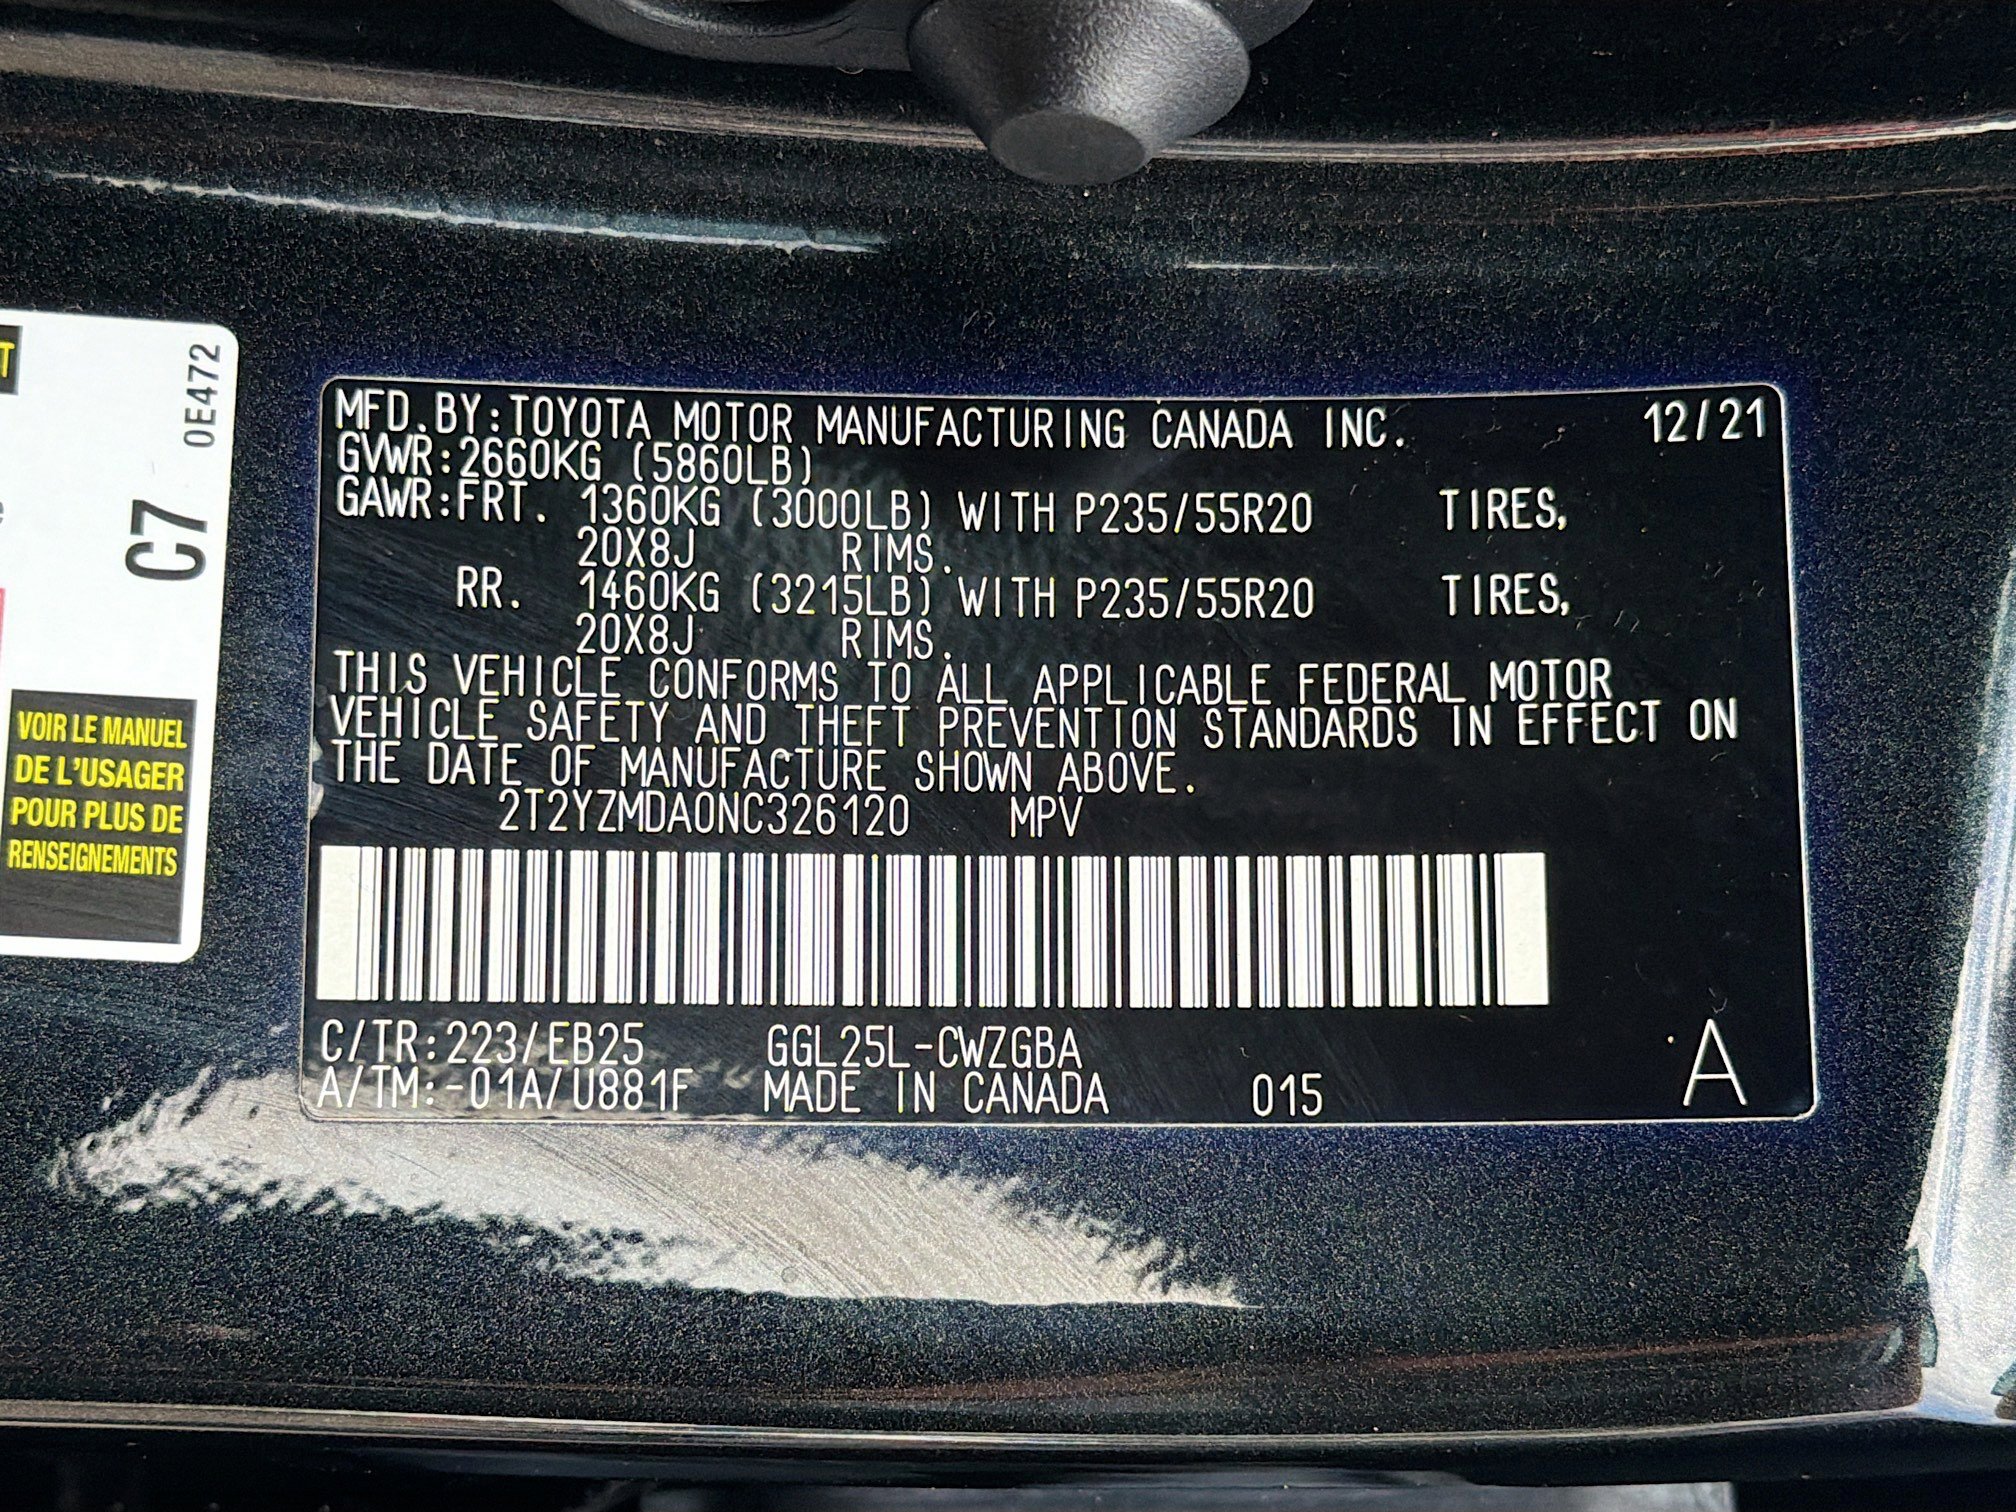 T
0E472
C7
VOIR LE MANUEL
DE L'USAGER
POUR PLUS DE
RENSEIGNEMENTS
MFD.BY:TOYOTA MOTOR MANUFACTURING CANADA INC. 12/21
GVWR:2660KG (5860LB)
GAWR:FRT. 1360KG (3000LB) WITH P235/55R20 TIRES,
20X8J RIMS.
RR. 1460KG (3215LB) WITH P235/55R20 TIRES,
20X8J RIMS.
THIS VEHICLE CONFORMS TO ALL APPLICABLE FEDERAL MOTOR
VEHICLE SAFETY AND THEFT PREVENTION STANDARDS IN EFFECT ON
THE DATE OF MANUFACTURE SHOWN ABOVE.
2T2YZMDA0NC326120 MPV
C/TR:223/EB25 GGL25L-CWZGBA
A/TM:-01A/U881F MADE IN CANADA 015 A